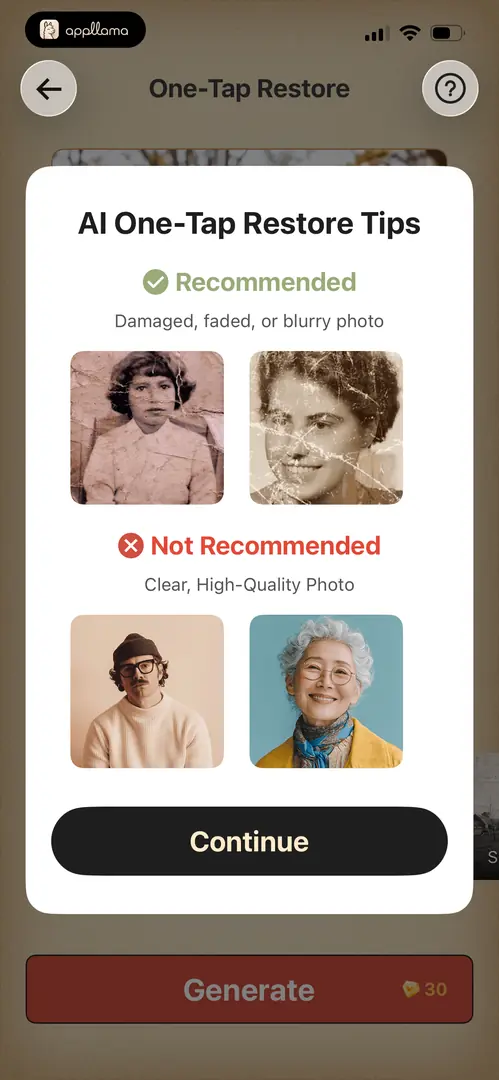 appllama
One-Tap Restore
AI One-Tap Restore Tips
Recommended
Damaged, faded, or blurry photo
Not Recommended
Clear, High-Quality Photo
Continue
S
Generate
30